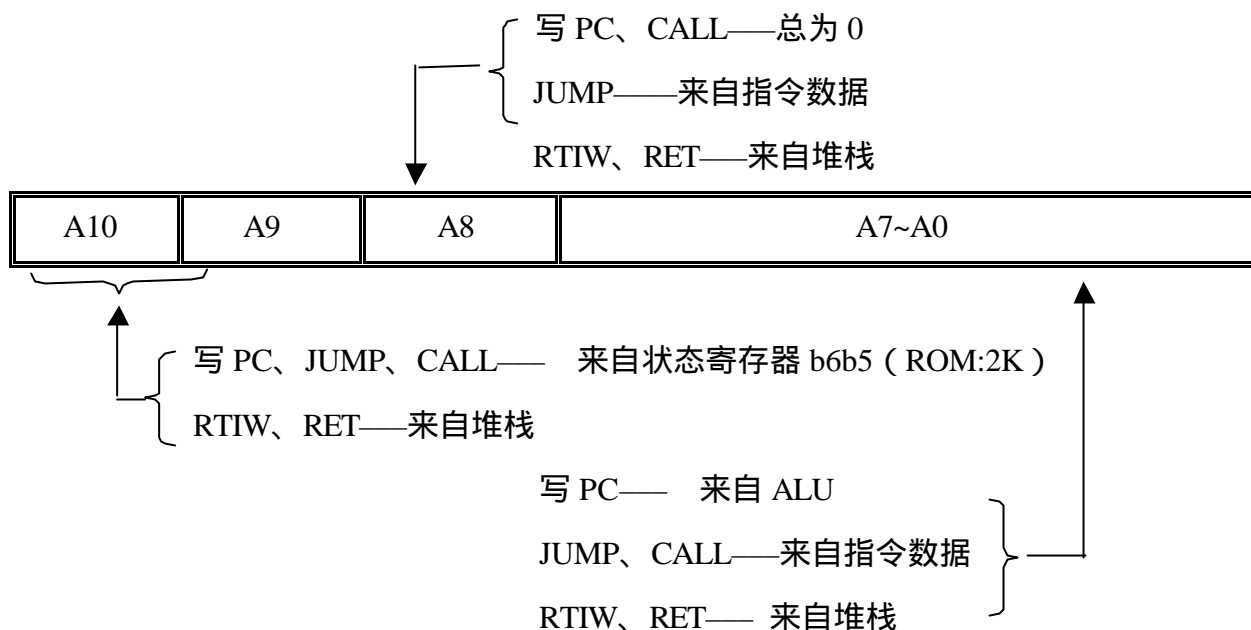 写 PC、CALL——总为 0
JUMP——来自指令数据
RTIW、RET——来自堆栈
A10 A9 A8 A7~A0
写 PC、JUMP、CALL—— 来自状态寄存器 b6b5（ROM:2K）
RTIW、RET——来自堆栈
写 PC—— 来自 ALU
JUMP、CALL——来自指令数据
RTIW、RET—— 来自堆栈